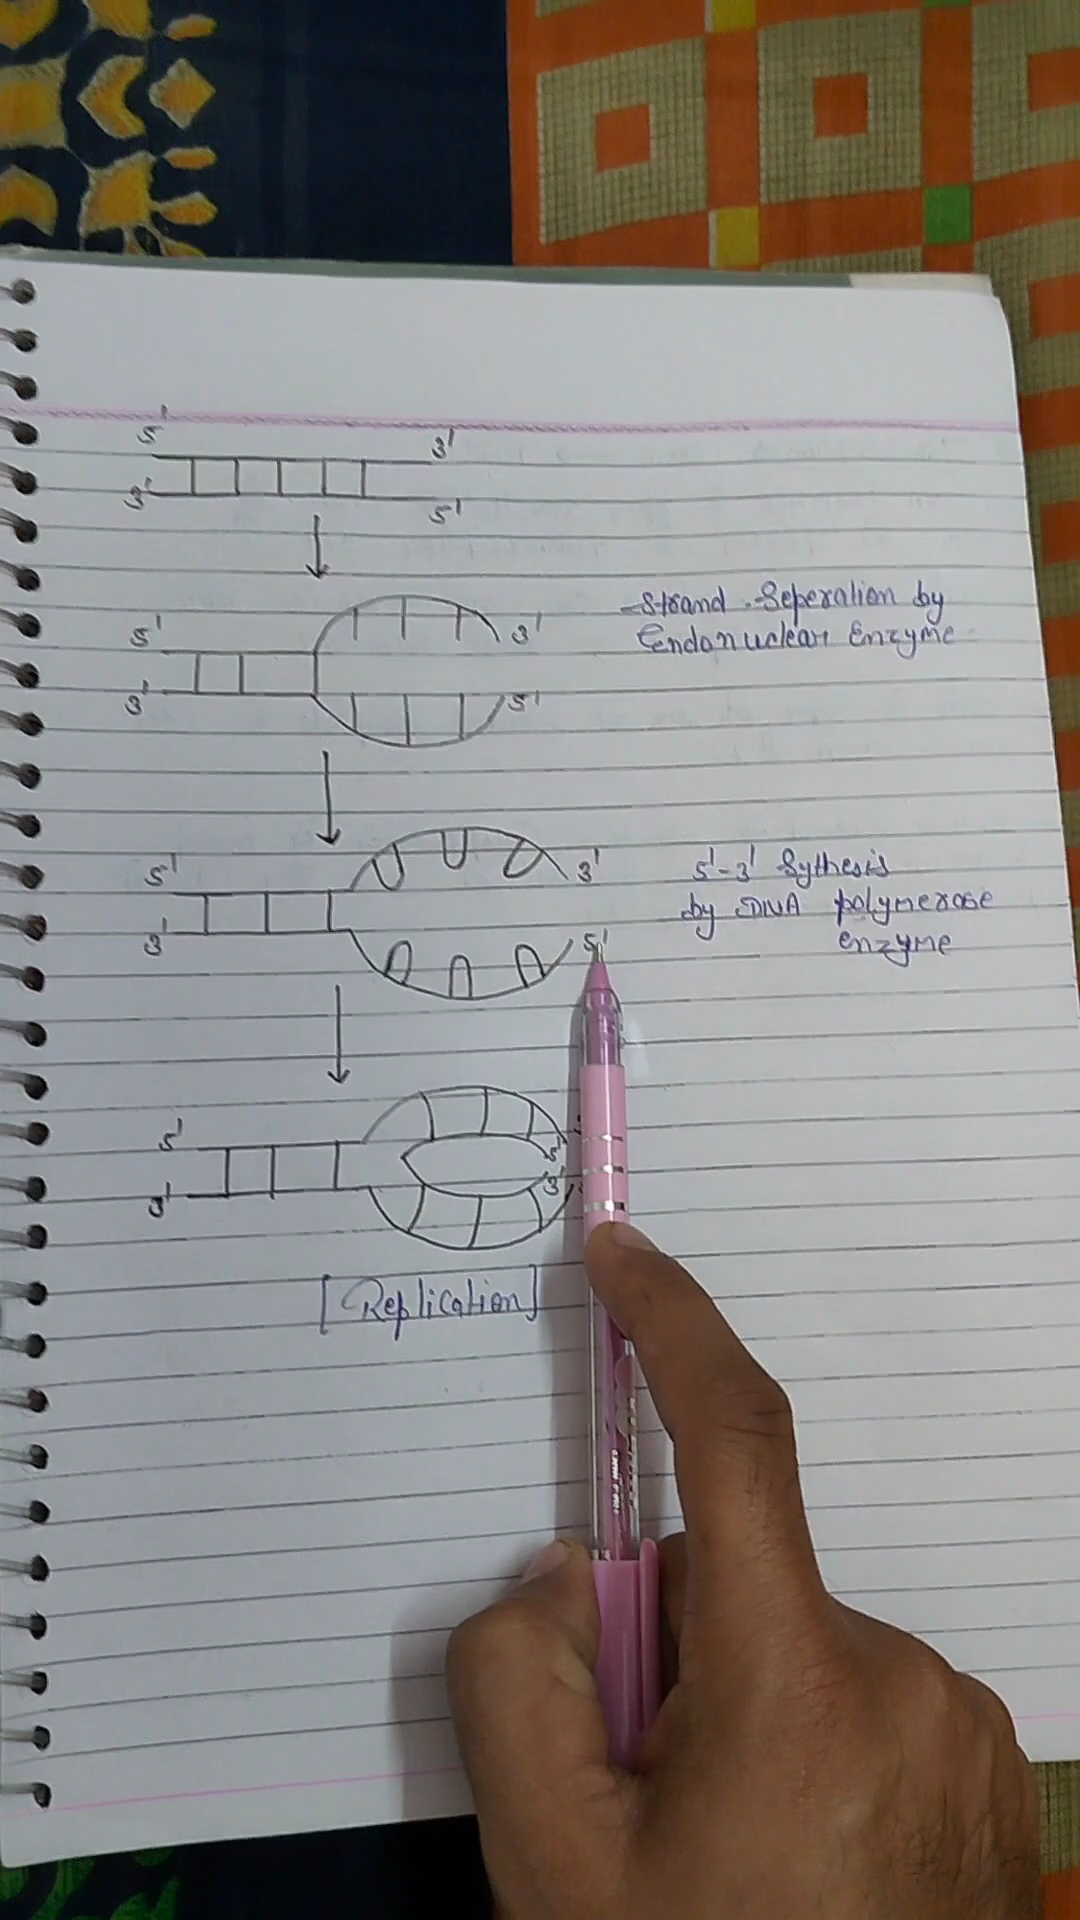 5'
3'
3'
5'
Strand Seperation by
Endonuclear Enzyme
5'
3'
3'
5'
5'
3'
5'-3' Sythesis
by DNA polymerase
enzyme
3'
5'
5'
5'
3'
3'
[Replication]